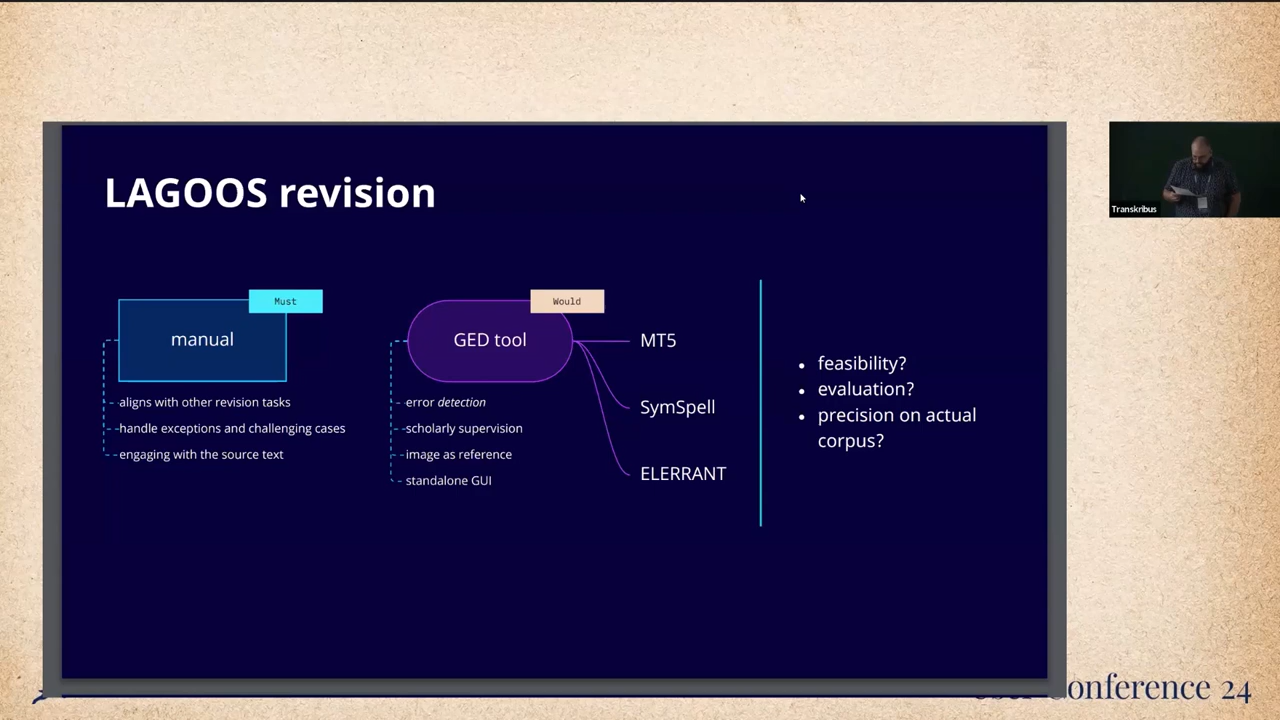 LAGOOS revision
Must
manual
aligns with other revision tasks
handle exceptions and challenging cases
engaging with the source text
Would
GED tool
error detection
scholarly supervision
image as reference
standalone GUI
MT5
SymSpell
ELERRANT
feasibility?
evaluation?
precision on actual
corpus?
Transkribus
Conference 24